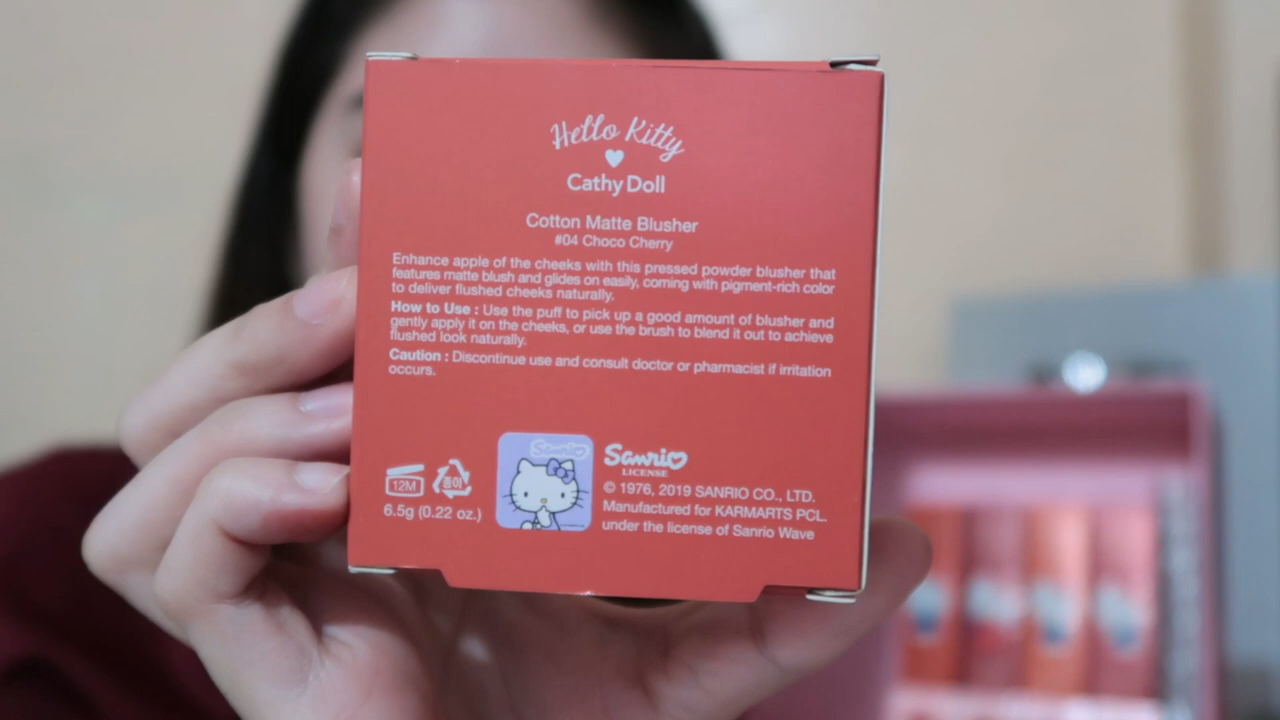 Hello Kitty
Cathy Doll
Cotton Matte Blusher
#04 Choco Cherry
Enhance apple of the cheeks with this pressed powder blusher that
features matte blush and glides on easily, coming with pigment-rich color
to deliver flushed cheeks naturally.
How to Use : Use the puff to pick up a good amount of blusher and
gently apply it on the cheeks, or use the brush to blend it out to achieve
flushed look naturally.
Caution : Discontinue use and consult doctor or pharmacist if irritation
occurs.
12M
종이
6.5g (0.22 oz.)
Sanrio
Sanrio
LICENSE
© 1976, 2019 SANRIO CO., LTD.
Manufactured for KARMARTS PCL.
under the license of Sanrio Wave